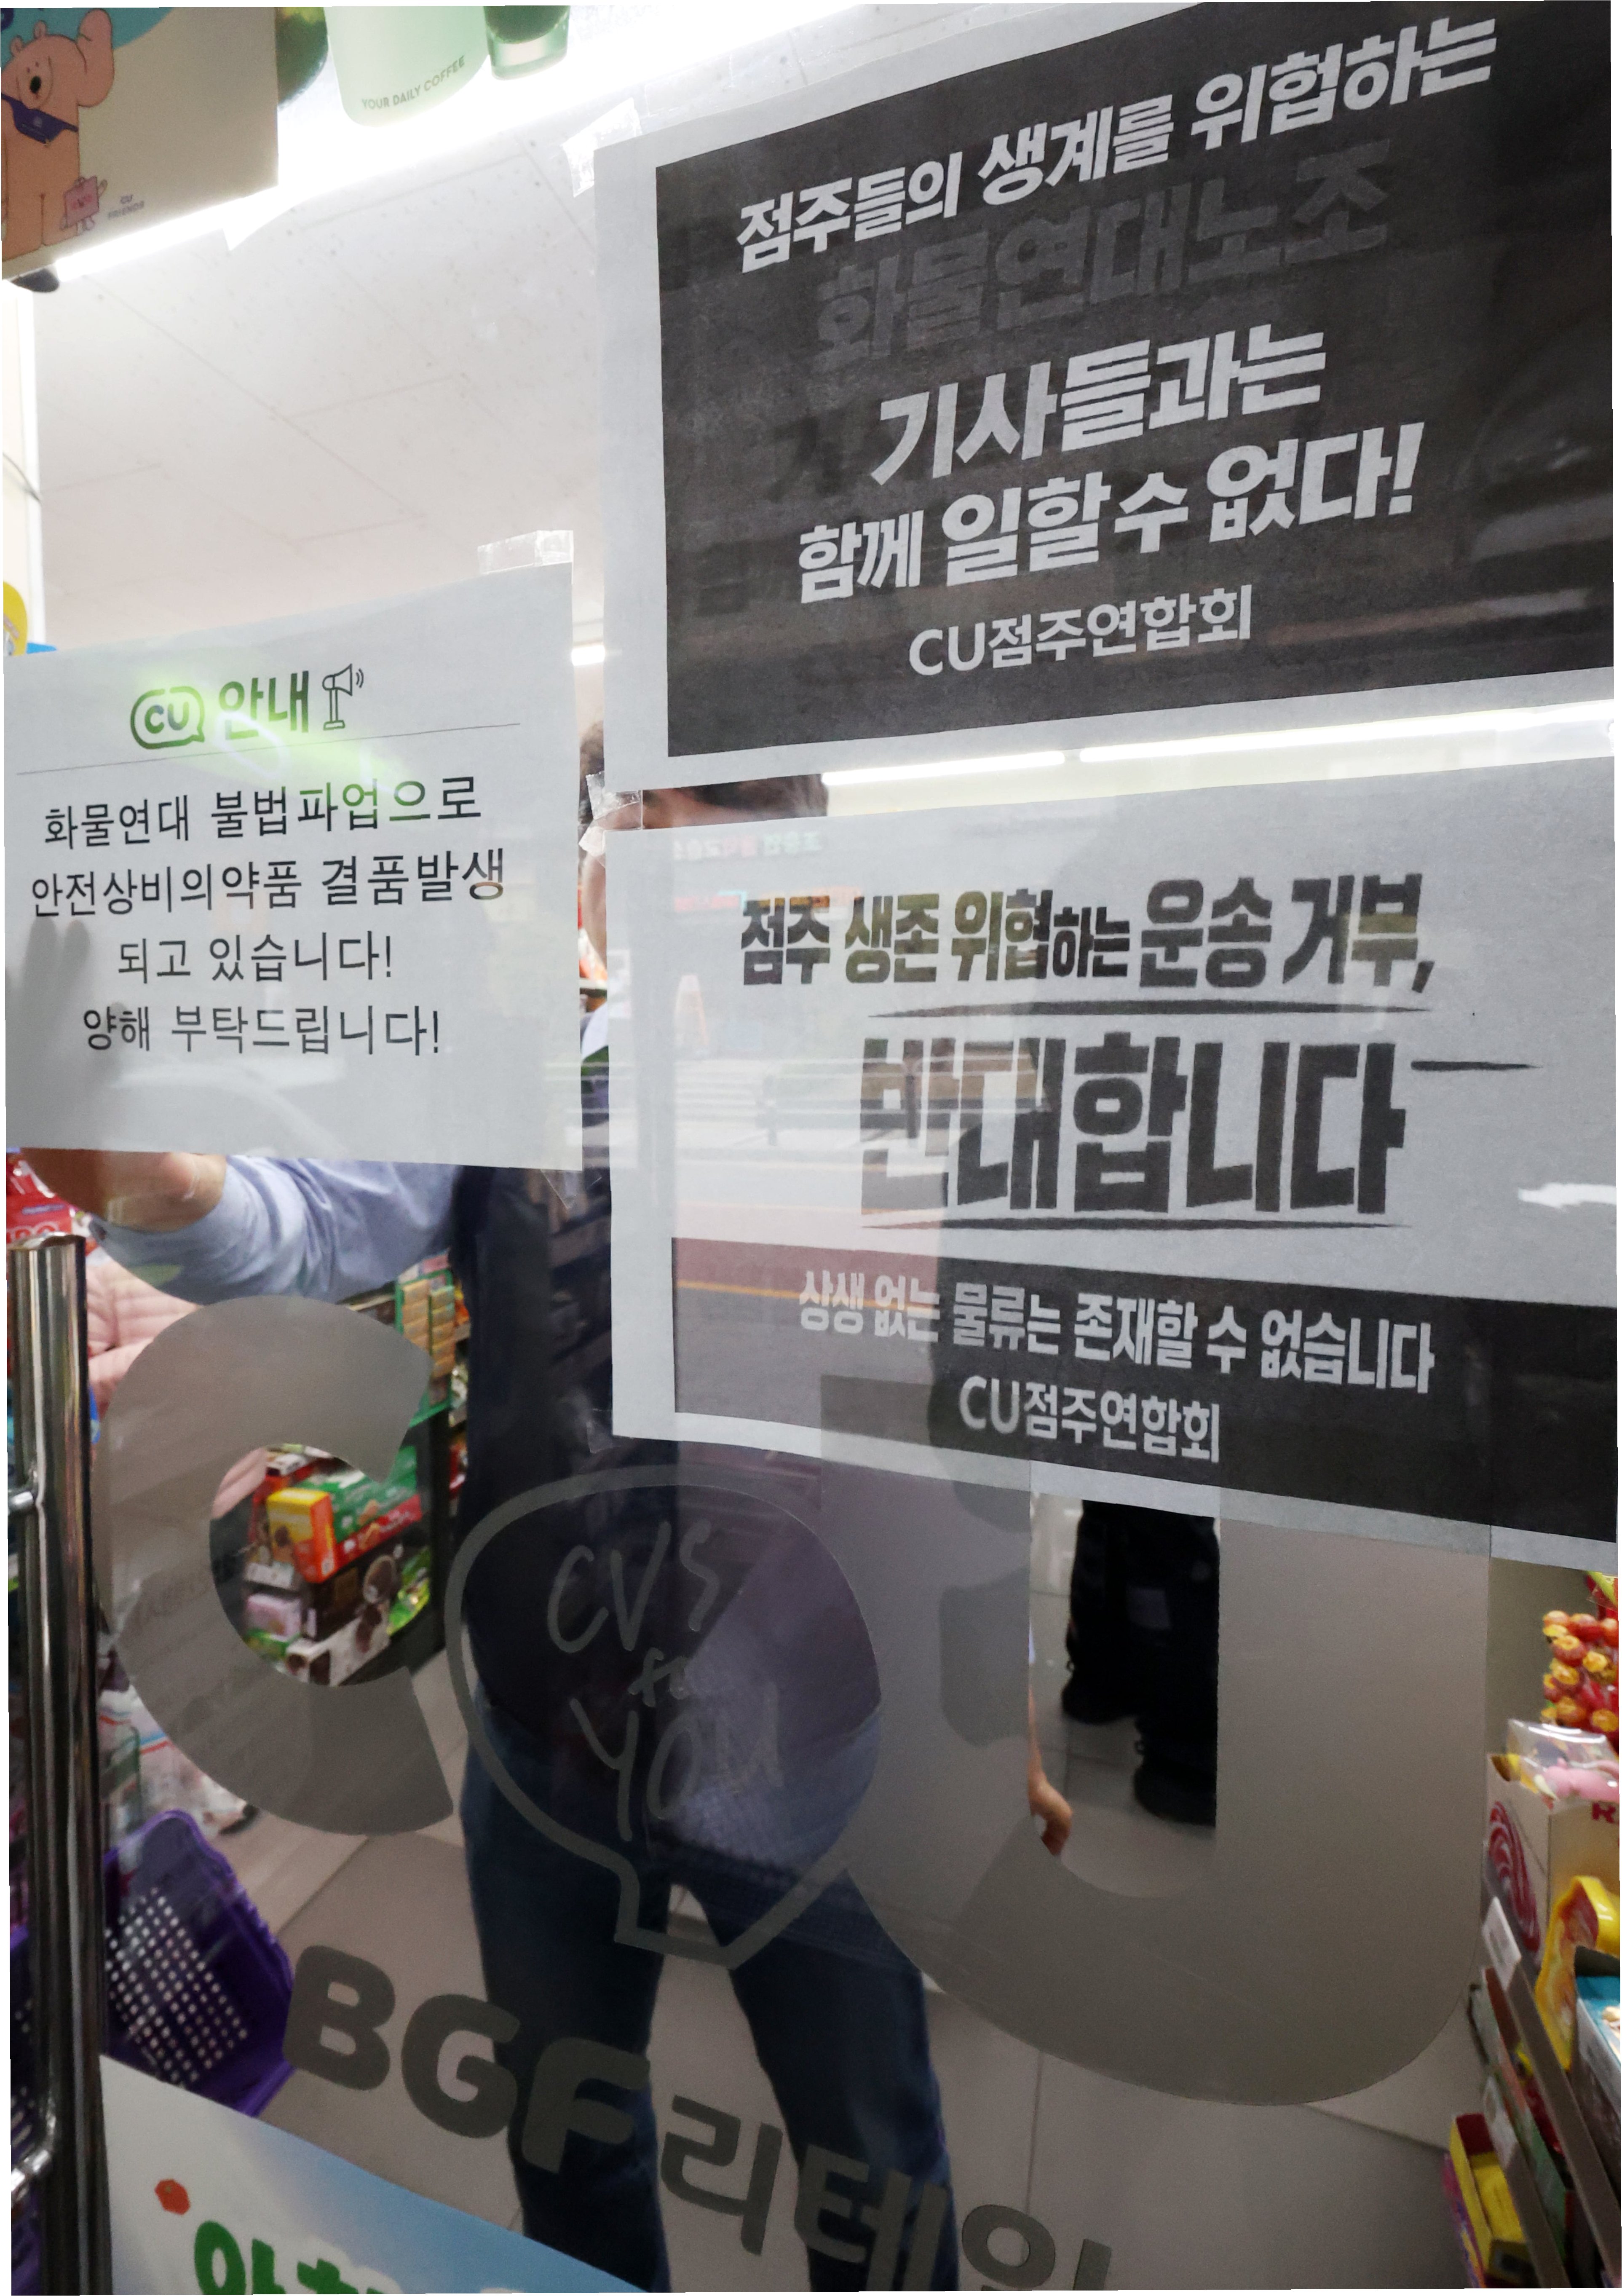 YOUR DAILY COFFEE
CU
FRIENDS
점주들의 생계를 위협하는
화물연대노조
기사들과는
함께 일할수 없다!
CU점주연합회
CU 안내
화물연대 불법파업으로
안전상비의약품 결품발생
되고 있습니다!
양해 부탁드립니다!
점주 생존 위협하는 운송 거부,
반대합니다
상생 없는 물류는 존재할 수 없습니다
CU점주연합회
CU
CVS
to
YOU
BGF리테일